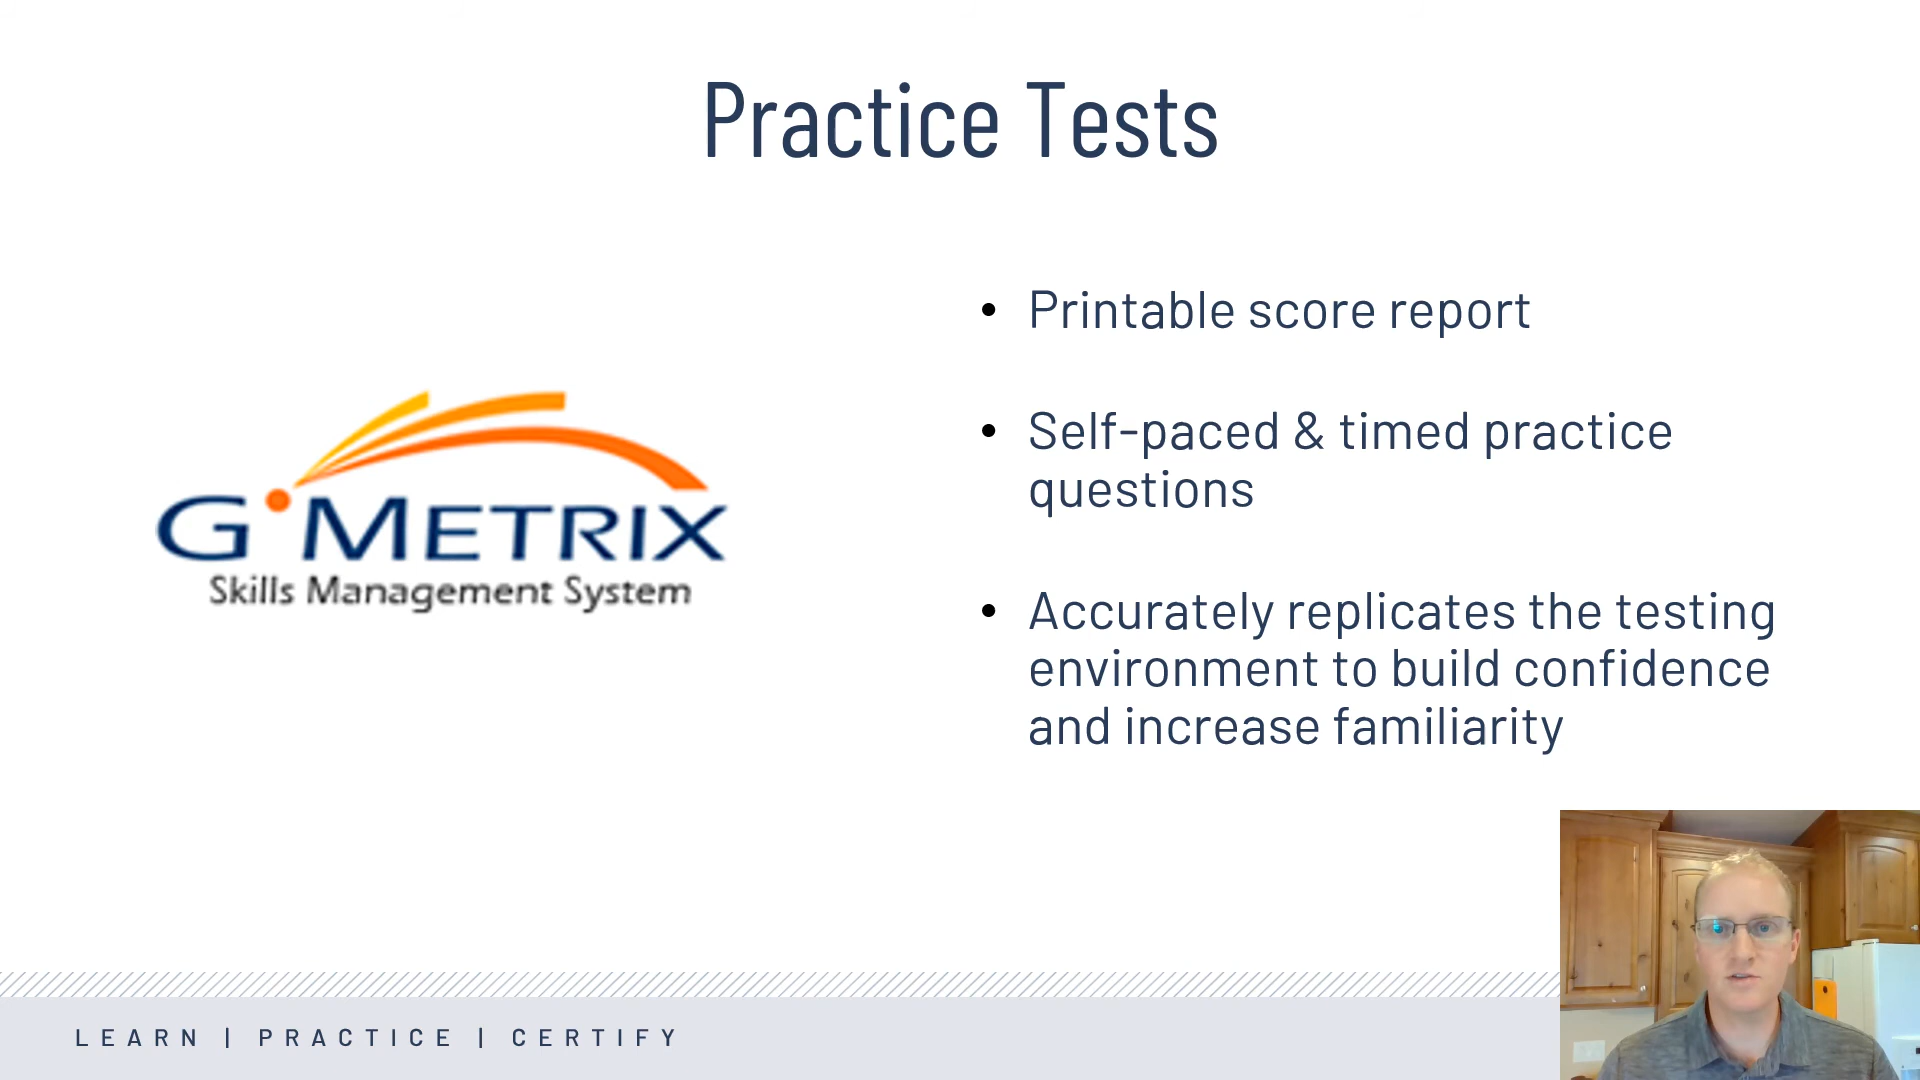 Practice Tests
G METRIX
Skills Management System
• Printable score report
• Self-paced & timed practice
questions
• Accurately replicates the testing
environment to build confidence
and increase familiarity
LEARN | PRACTICE | CERTIFY